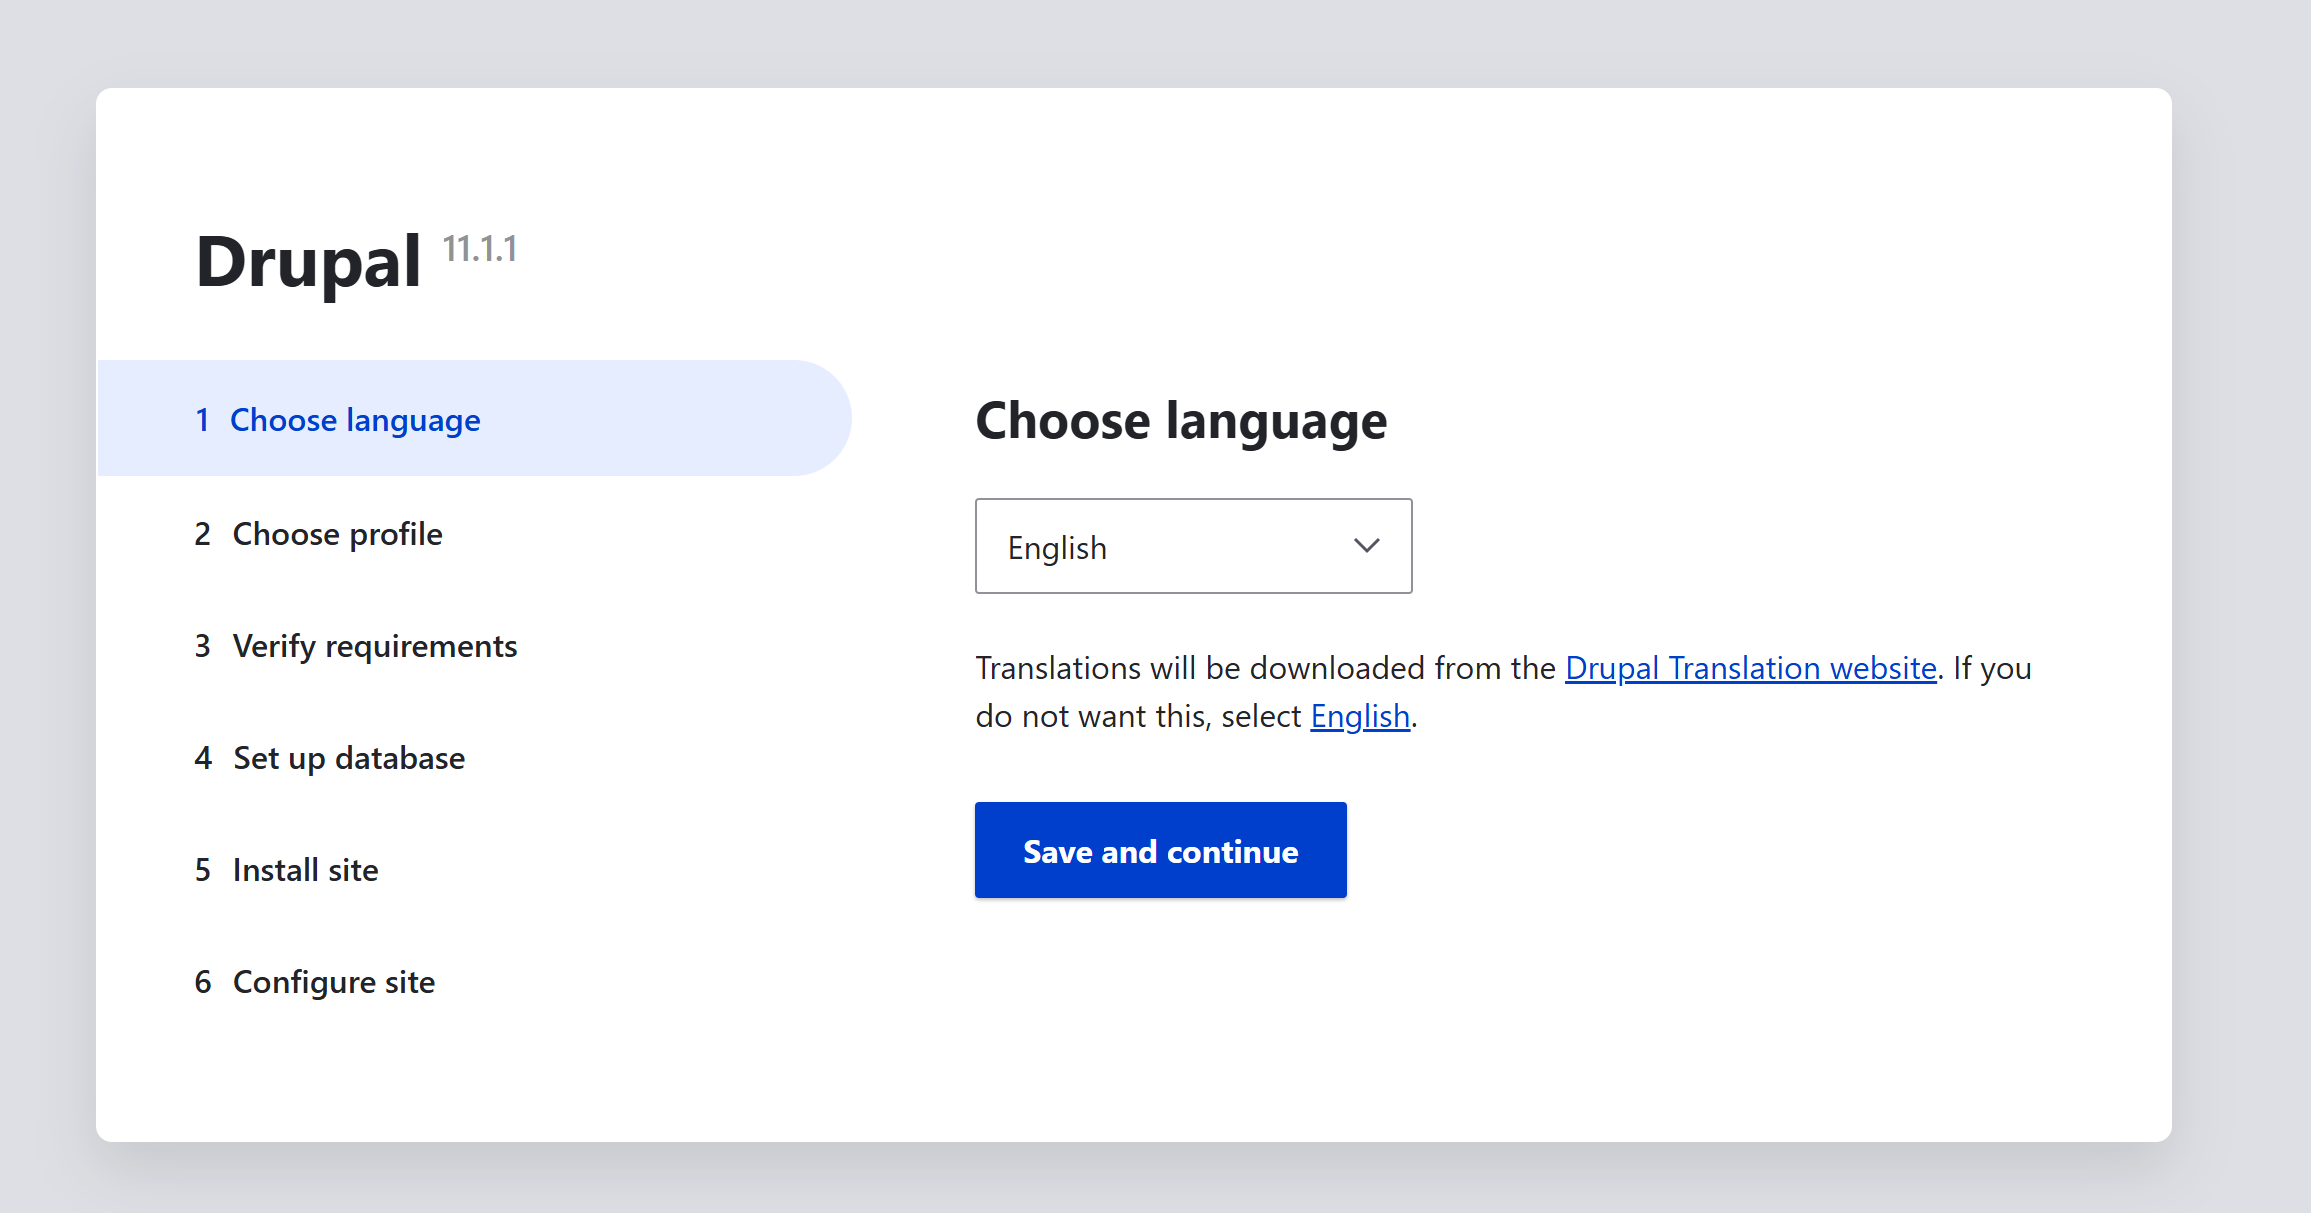 Drupal 11.1.1
1 Choose language
2 Choose profile
3 Verify requirements
4 Set up database
5 Install site
6 Configure site
Choose language
English
Translations will be downloaded from the Drupal Translation website. If you
do not want this, select English.
Save and continue